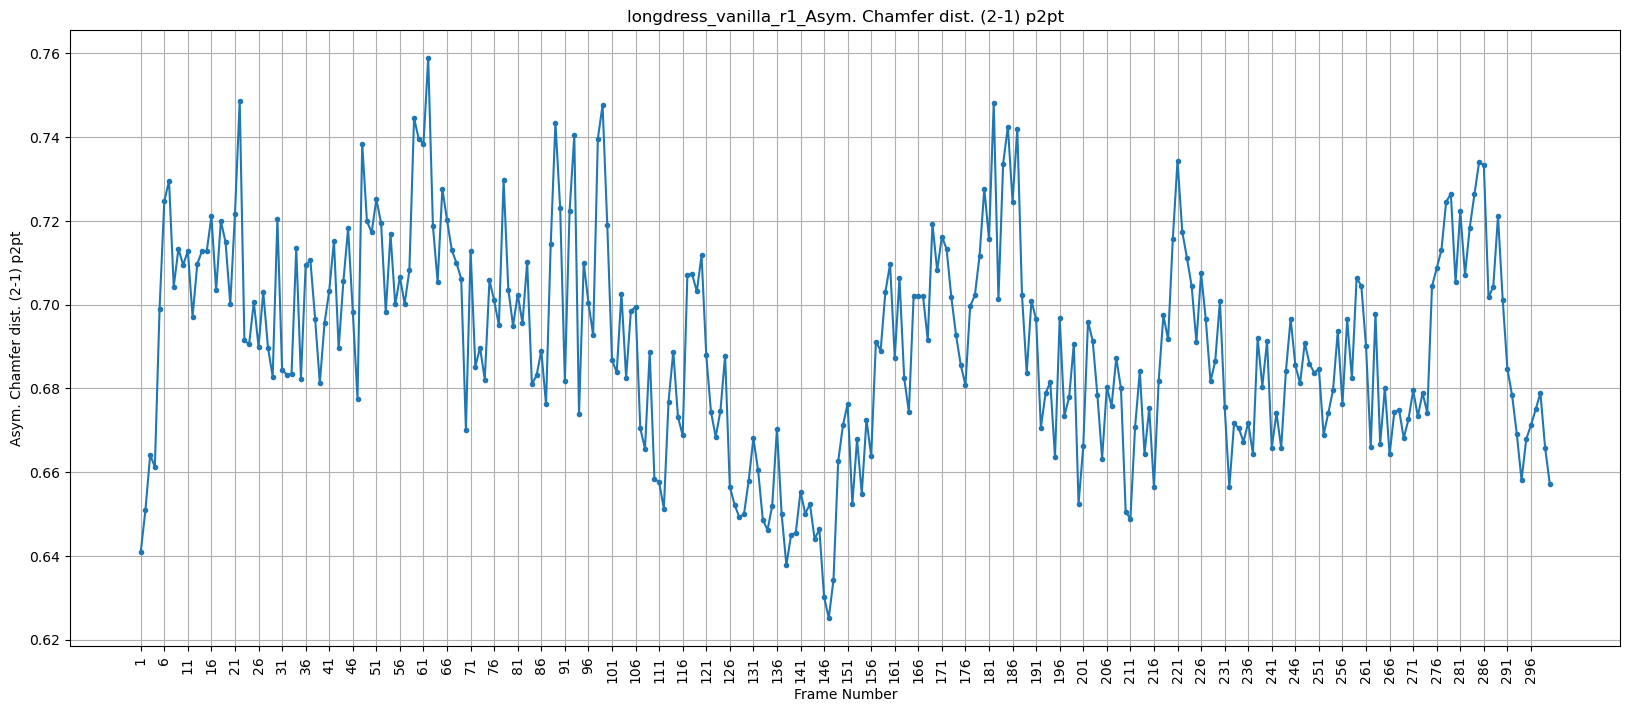 longdress_vanilla_r1_Asym. Chamfer dist. (2-1) p2pt
Asym. Chamfer dist. (2-1) p2pt
0.76
0.74
0.72
0.70
0.68
0.66
0.64
0.62
1 6 11 16 21 26 31 36 41 46 51 56 61 66 71 76 81 86 91 96 101 106 111 116 121 126 131 136 141 146 151 156 161 166 171 176 181 186 191 196 201 206 211 216 221 226 231 236 241 246 251 256 261 266 271 276 281 286 291 296
Frame Number